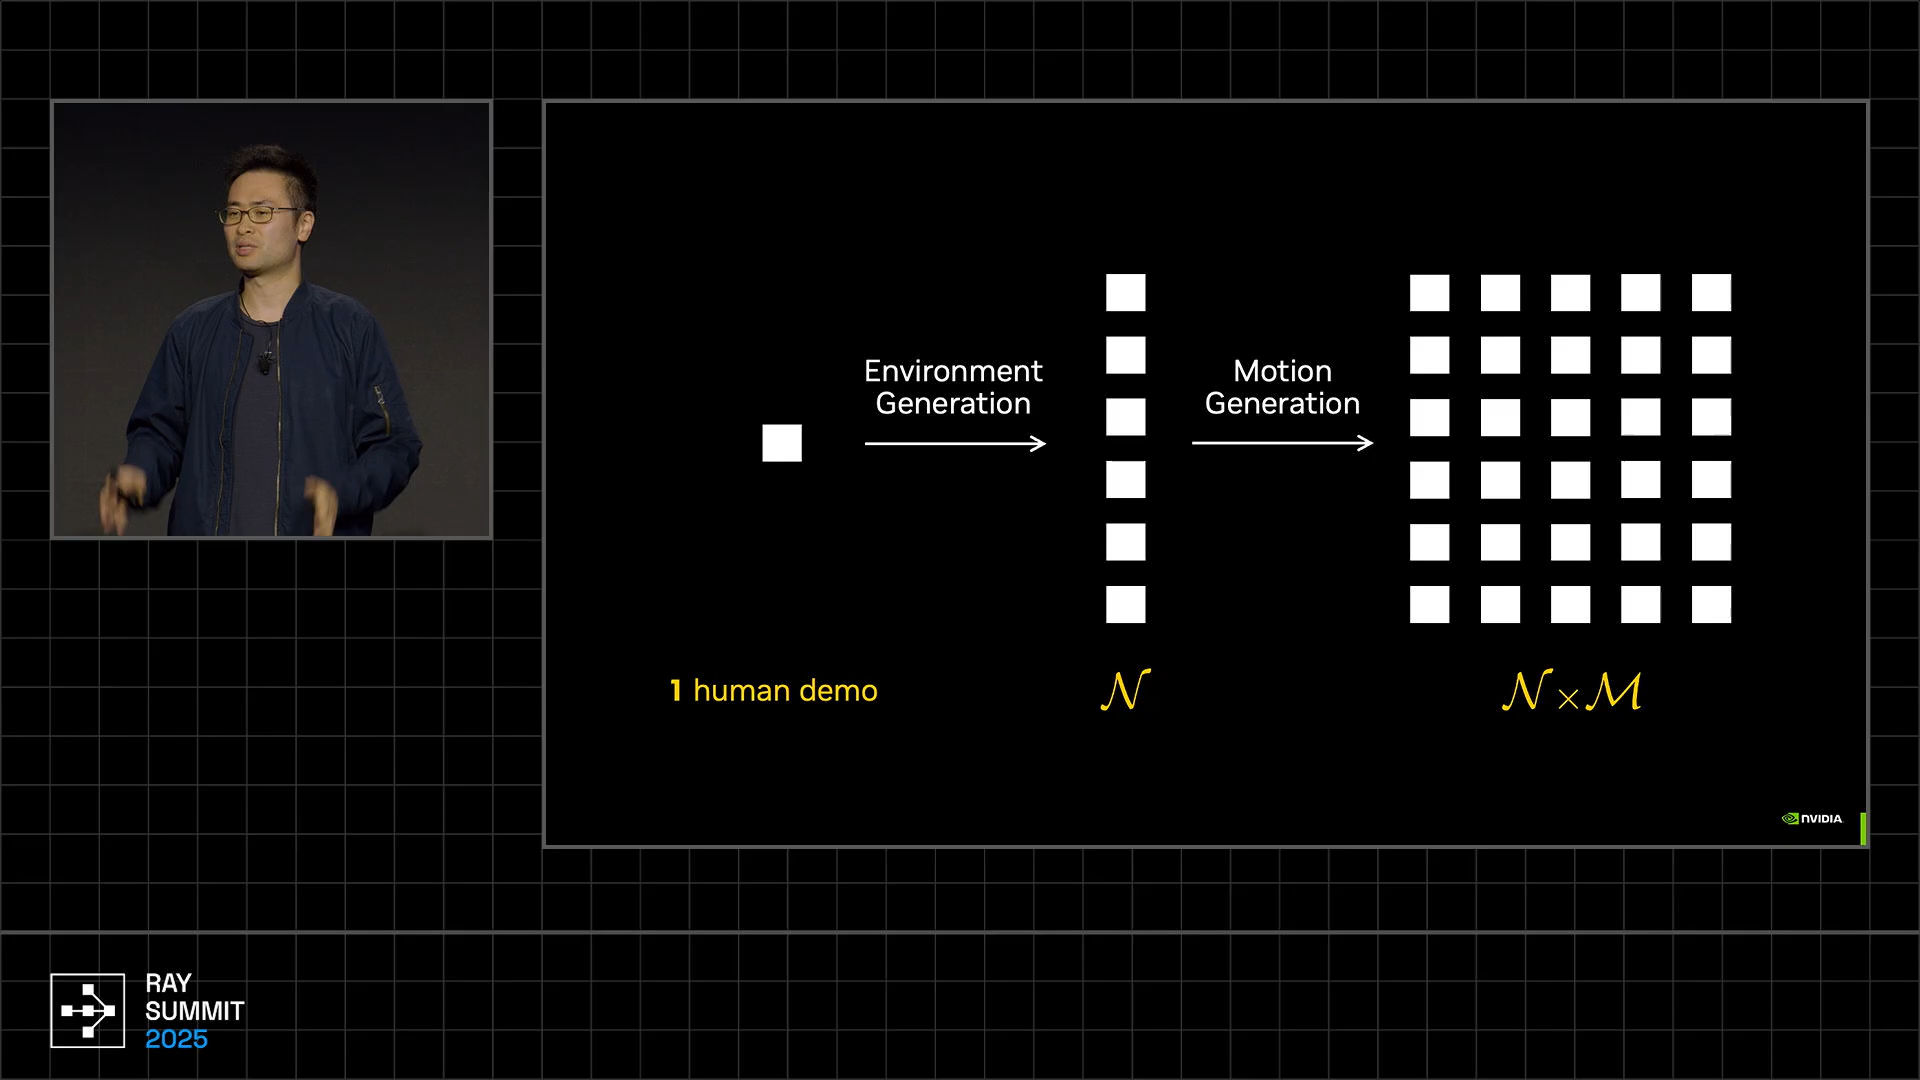 Environment
Generation
Motion
Generation
1 human demo
N
N × M
NVIDIA
RAY
SUMMIT
2025